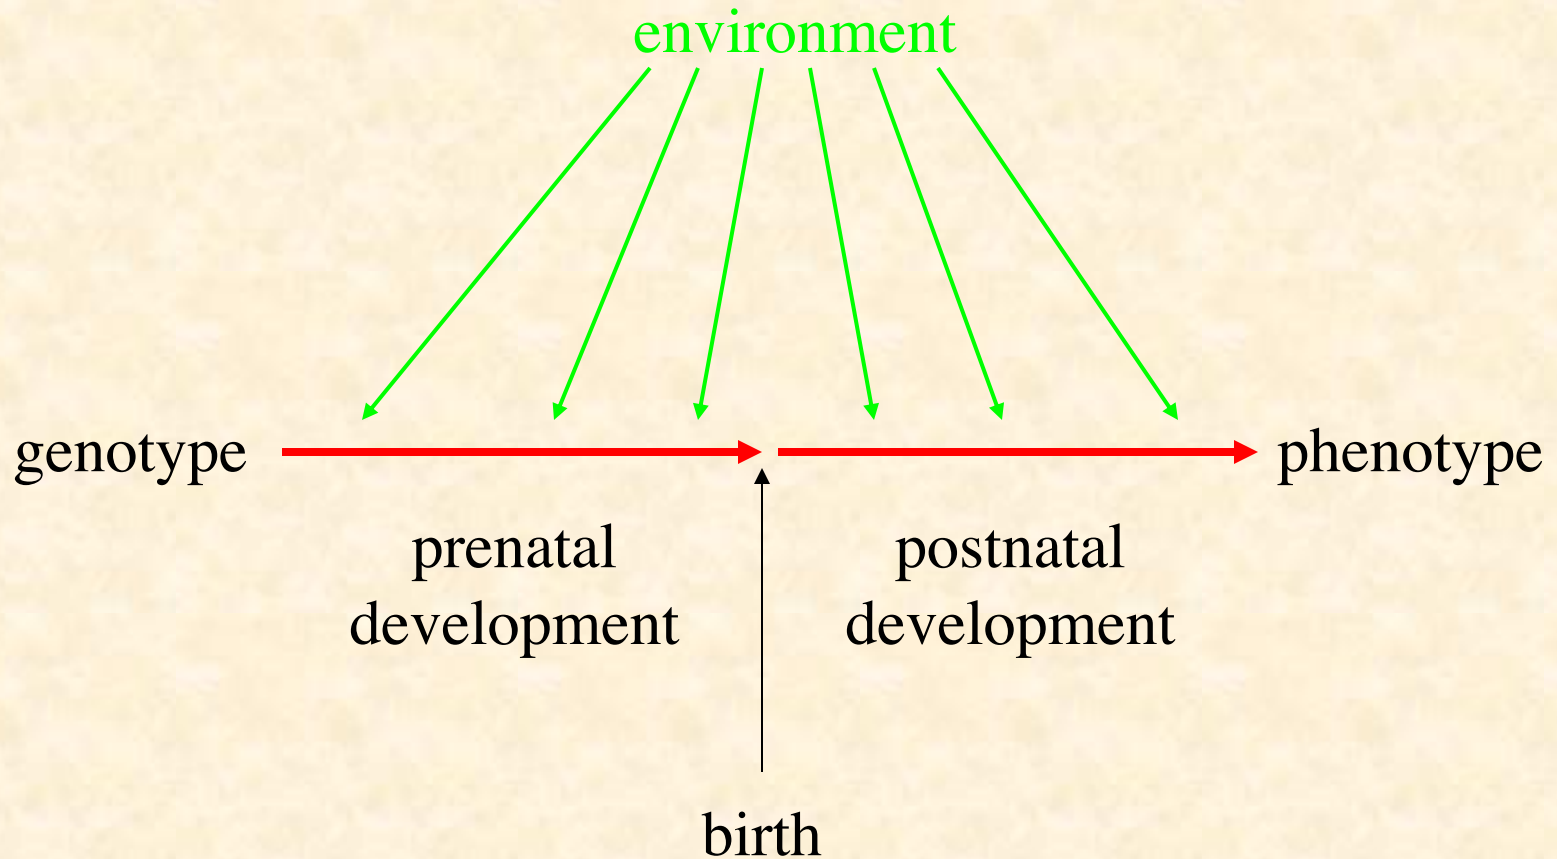 environment
genotype
phenotype
prenatal
development
postnatal
development
birth